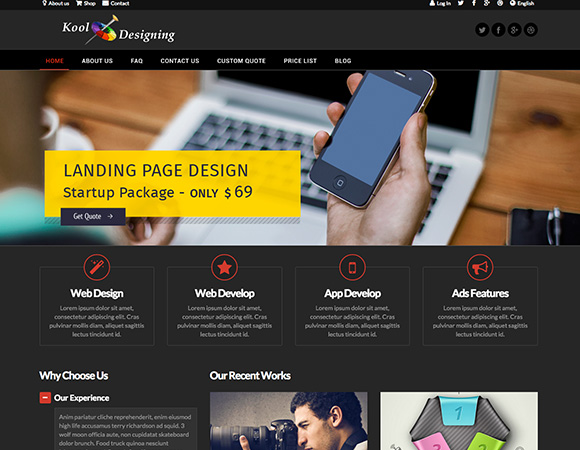 About us Shop Contact Log In English
Kool Designing
HOME ABOUT US FAQ CONTACT US CUSTOM QUOTE PRICE LIST BLOG
LANDING PAGE DESIGN
Startup Package - ONLY $69
Get Quote
Web Design
Lorem ipsum dolor sit amet,
consectetur adipiscing elit. Cras
pulvinar mollis diam, aliquet sagittis
lectus tincidunt id.
Web Develop
Lorem ipsum dolor sit amet,
consectetur adipiscing elit. Cras
pulvinar mollis diam, aliquet sagittis
lectus tincidunt id.
App Develop
Lorem ipsum dolor sit amet,
consectetur adipiscing elit. Cras
pulvinar mollis diam, aliquet sagittis
lectus tincidunt id.
Ads Features
Lorem ipsum dolor sit amet,
consectetur adipiscing elit. Cras
pulvinar mollis diam, aliquet sagittis
lectus tincidunt id.
Why Choose Us
Our Experience
Anim pariatur cliche reprehenderit, enim eiusmod
high life accusamus terry richardson ad squid. 3
wolf moon officia aute, non cupidatat skateboard
dolor brunch. Food truck quinoa nesciunt
Our Recent Works
1
2
3